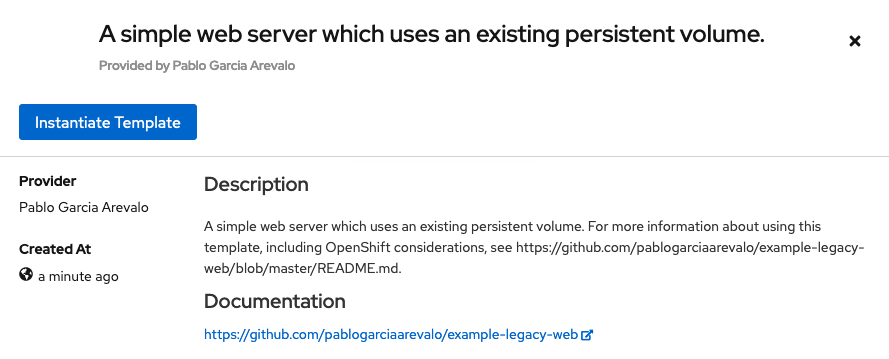 A simple web server which uses an existing persistent volume.
Provided by Pablo Garcia Arevalo
Instantiate Template
Provider
Pablo Garcia Arevalo
Created At
a minute ago
Description
A simple web server which uses an existing persistent volume. For more information about using this
template, including OpenShift considerations, see https://github.com/pablogarciaarevalo/example-legacy-
web/blob/master/README.md.
Documentation
https://github.com/pablogarciaarevalo/example-legacy-web